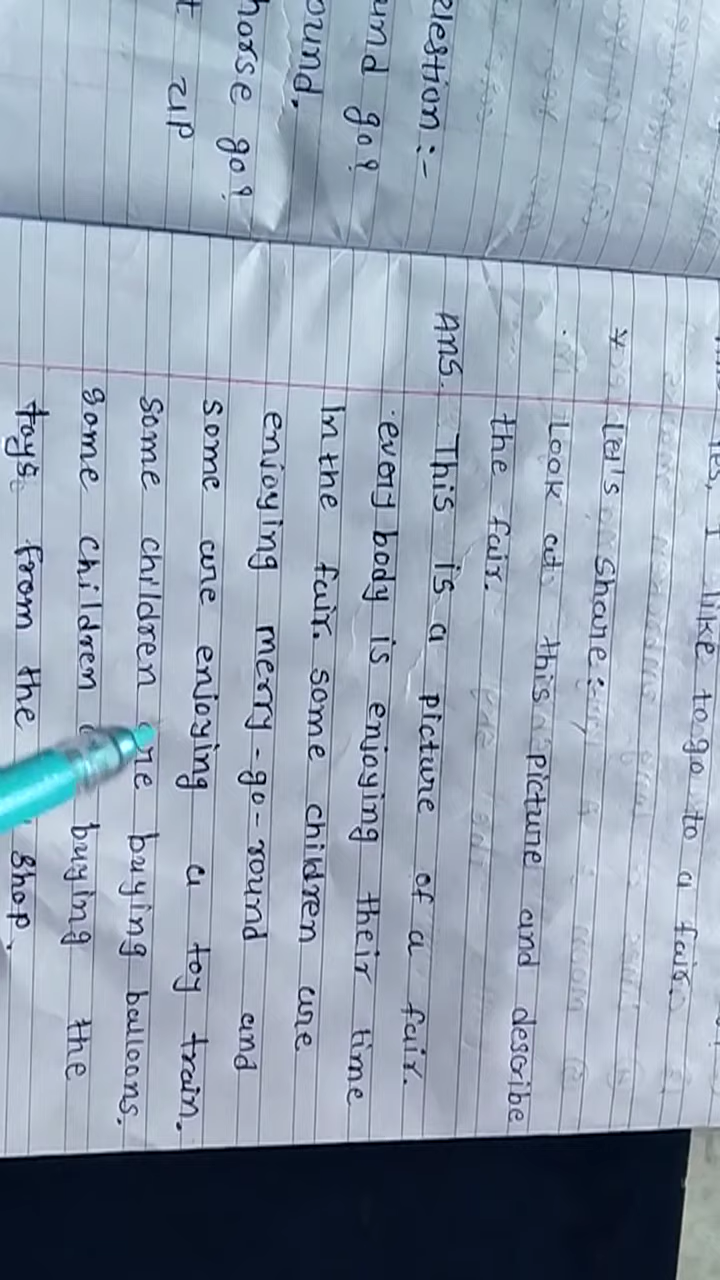 elestion :-
und go?
ound.
horse go?
t up
like to go to a fair.
* Let's share :
Look at this picture and describe
the fair.
Ans. This is a picture of a fair.
every body is enjoying their time
In the fair. some children are
enjoying merry-go-round and
some are enjoying a toy train.
some children are buying balloons.
some children buying the
toys from the shop.